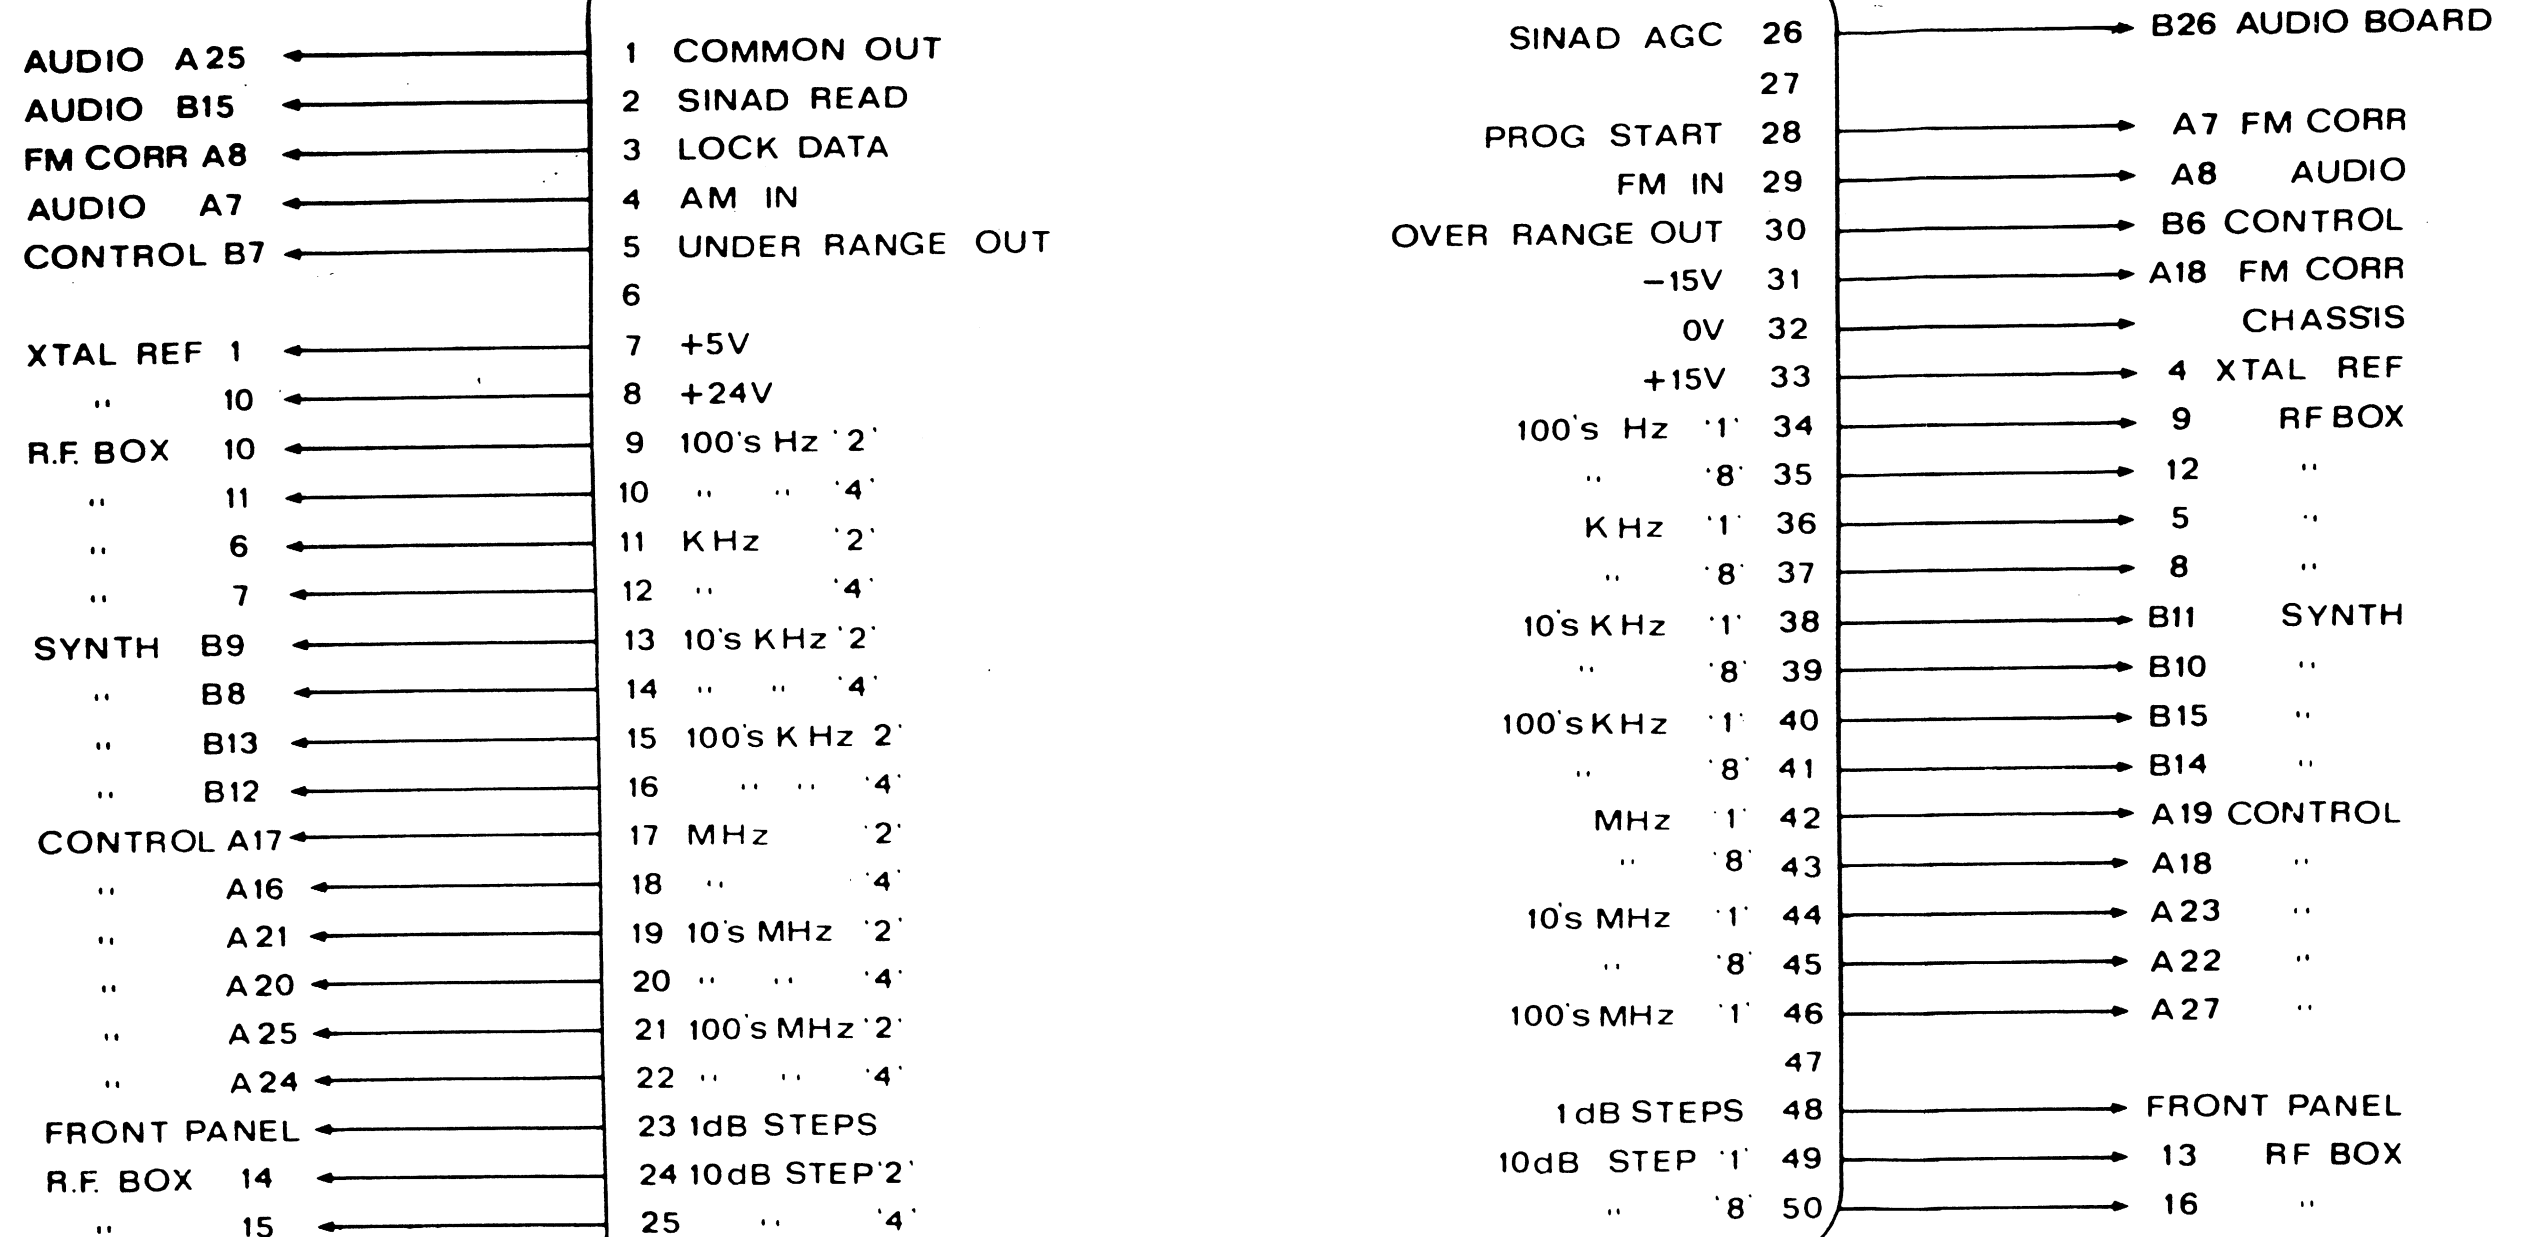 AUDIO A25 1 COMMON OUT SINAD AGC 26 B26 AUDIO BOARD
AUDIO B15 2 SINAD READ 27
FM CORR A8 3 LOCK DATA PROG START 28 A7 FM CORR
AUDIO A7 4 AM IN FM IN 29 A8 AUDIO
CONTROL B7 5 UNDER RANGE OUT OVER RANGE OUT 30 B6 CONTROL
6 -15V 31 A18 FM CORR
XTAL REF 1 7 +5V 0V 32 CHASSIS
" 10 8 +24V +15V 33 4 XTAL REF
R.F. BOX 10 9 100's Hz '2' 100's Hz '1' 34 9 RF BOX
" 11 10 " " '4' " '8' 35 12 "
" 6 11 KHz '2' KHz '1' 36 5 "
" 7 12 " '4' " '8' 37 8 "
SYNTH B9 13 10's KHz '2' 10's KHz '1' 38 B11 SYNTH
" B8 14 " " '4' " '8' 39 B10 "
" B13 15 100's KHz 2' 100's KHz '1' 40 B15 "
" B12 16 " " '4' " '8' 41 B14 "
CONTROL A17 17 MHz '2' MHz '1' 42 A19 CONTROL
" A16 18 " '4' " '8' 43 A18 "
" A21 19 10's MHz '2' 10's MHz '1' 44 A23 "
" A20 20 " " '4' " '8' 45 A22 "
" A25 21 100's MHz '2' 100's MHz '1' 46 A27 "
" A24 22 " " '4' 47
FRONT PANEL 23 1dB STEPS 1dB STEPS 48 FRONT PANEL
R.F. BOX 14 24 10dB STEP '2' 10dB STEP '1' 49 13 RF BOX
" 15 25 " '4' " '8' 50 16 "